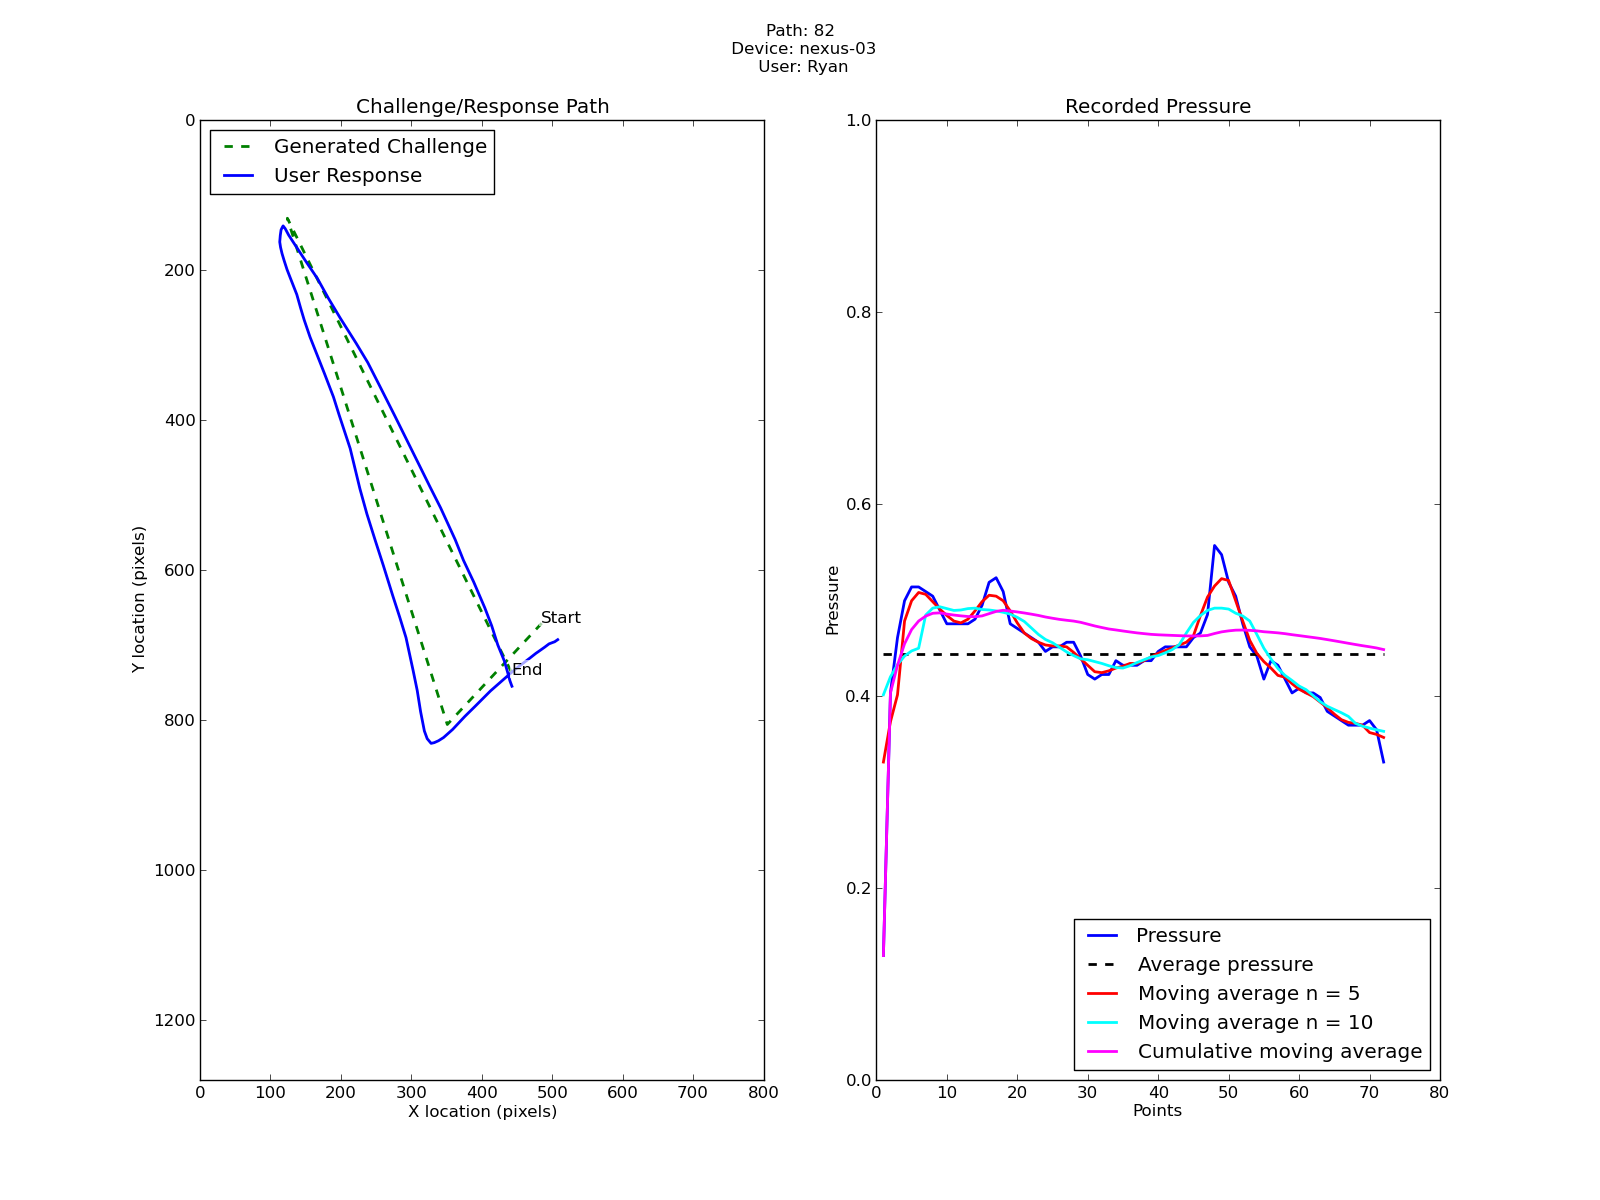 Path: 82
Device: nexus-03
User: Ryan
Challenge/Response Path
Generated Challenge
User Response
Start
End
0
200
400
600
800
1000
1200
Y location (pixels)
0 100 200 300 400 500 600 700 800
X location (pixels)
Recorded Pressure
1.0
0.8
0.6
0.4
0.2
0.0
Pressure
Pressure
Average pressure
Moving average n = 5
Moving average n = 10
Cumulative moving average
0 10 20 30 40 50 60 70 80
Points